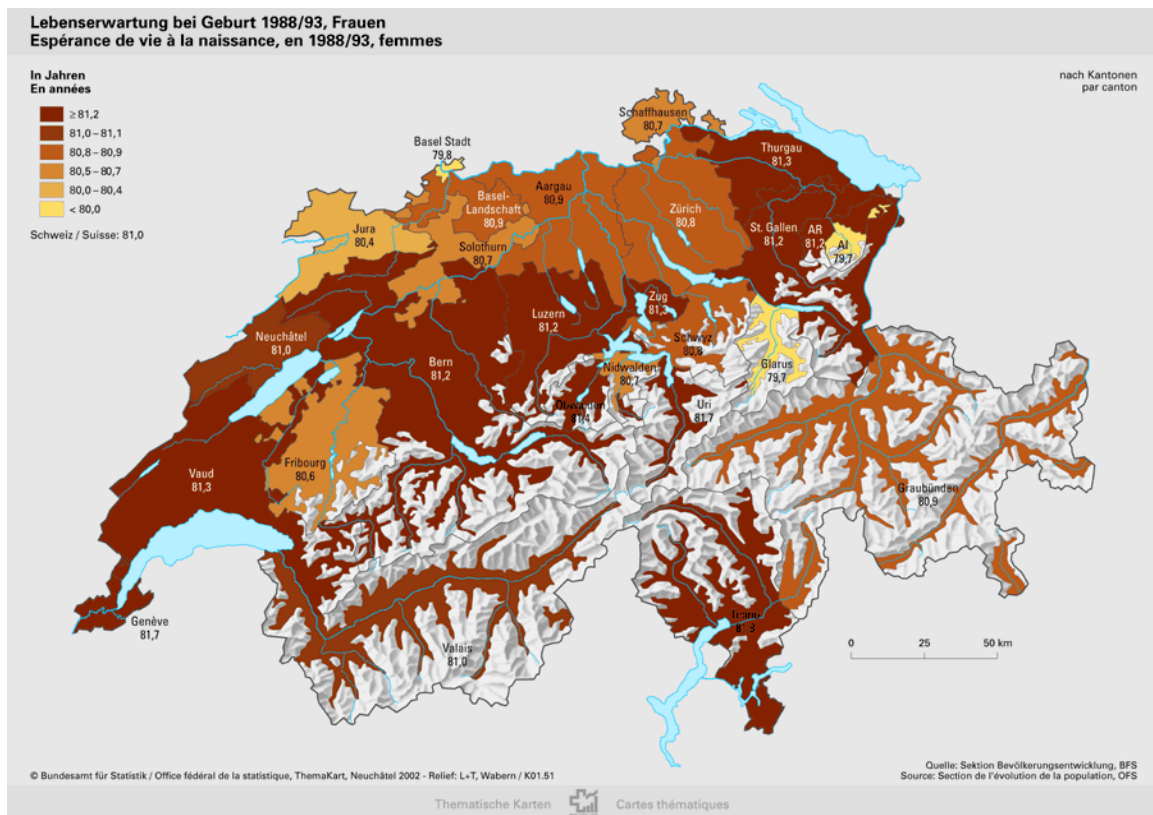 Lebenserwartung bei Geburt 1988/93, Frauen
Espérance de vie à la naissance, en 1988/93, femmes
In Jahren
En années
nach Kantonen
par canton
≥ 81,2
81,0 – 81,1
80,8 – 80,9
80,5 – 80,7
80,0 – 80,4
< 80,0
Schweiz / Suisse: 81,0
Schaffhausen
80,7
Basel Stadt
79,8
Thurgau
81,3
Aargau
80,9
Basel-
Landschaft
80,9
Zürich
80,8
Jura
80,4
Solothurn
80,7
St. Gallen
81,2
AR
81,2
AI
79,7
Zug
81,3
Luzern
81,2
Neuchâtel
81,0
Schwyz
80,8
Bern
81,2
Nidwalden
80,7
Glarus
79,7
Obwalden
81,4
Uri
81,7
Vaud
81,3
Fribourg
80,6
Graubünden
80,9
Genève
81,7
Valais
81,0
Ticino
0 25 50 km
© Bundesamt für Statistik / Office fédéral de la statistique, ThemaKart, Neuchâtel 2002 - Relief: L+T, Wabern / K01.51
Quelle: Sektion Bevölkerungsentwicklung, BFS
Source: Section de l'évolution de la population, OFS
Thematische Karten Cartes thématiques